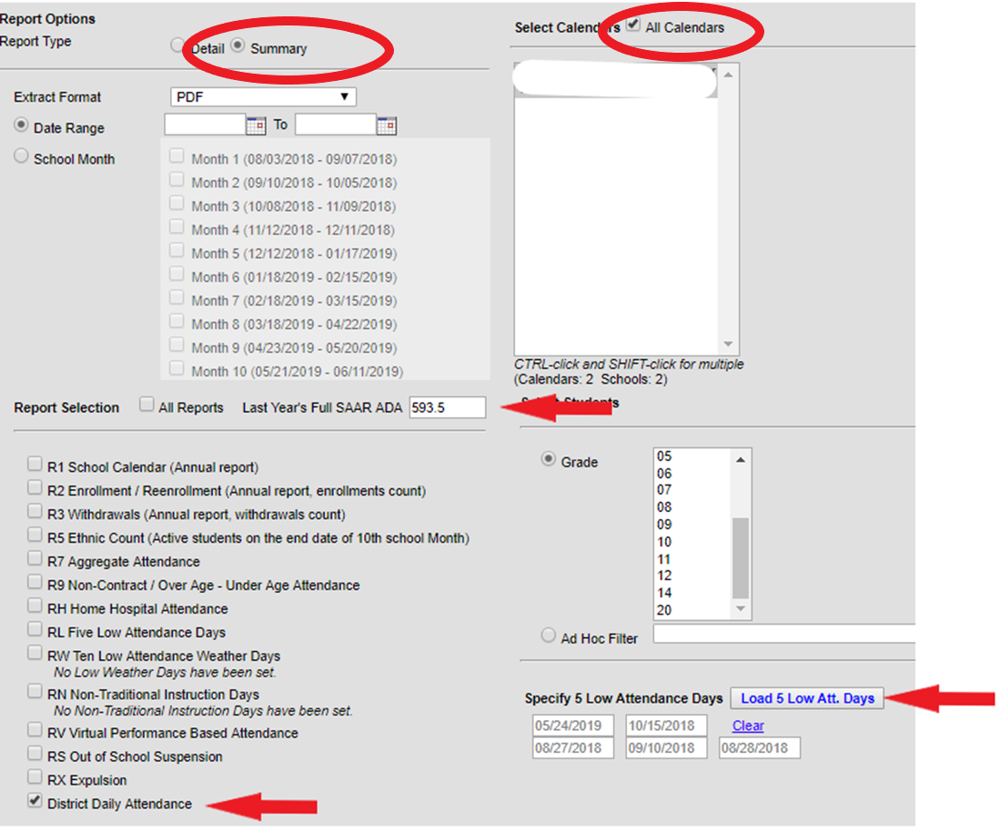 Report Options
Report Type
Detail Summary
Extract Format PDF
Date Range To
School Month
Month 1 (08/03/2018 - 09/07/2018)
Month 2 (09/10/2018 - 10/05/2018)
Month 3 (10/08/2018 - 11/09/2018)
Month 4 (11/12/2018 - 12/11/2018)
Month 5 (12/12/2018 - 01/17/2019)
Month 6 (01/18/2019 - 02/15/2019)
Month 7 (02/18/2019 - 03/15/2019)
Month 8 (03/18/2019 - 04/22/2019)
Month 9 (04/23/2019 - 05/20/2019)
Month 10 (05/21/2019 - 06/11/2019)
Report Selection All Reports Last Year's Full SAAR ADA 593.5
R1 School Calendar (Annual report)
R2 Enrollment / Reenrollment (Annual report, enrollments count)
R3 Withdrawals (Annual report, withdrawals count)
R5 Ethnic Count (Active students on the end date of 10th school Month)
R7 Aggregate Attendance
R9 Non-Contract / Over Age - Under Age Attendance
RH Home Hospital Attendance
RL Five Low Attendance Days
RW Ten Low Attendance Weather Days
No Low Weather Days have been set.
RN Non-Traditional Instruction Days
No Non-Traditional Instruction Days have been set.
RV Virtual Performance Based Attendance
RS Out of School Suspension
RX Expulsion
District Daily Attendance
Select Calendars All Calendars
CTRL-click and SHIFT-click for multiple
(Calendars: 2 Schools: 2)
Select Students
Grade
05
06
07
08
09
10
11
12
14
20
Ad Hoc Filter
Specify 5 Low Attendance Days Load 5 Low Att. Days
05/24/2019 10/15/2018 Clear
08/27/2018 09/10/2018 08/28/2018